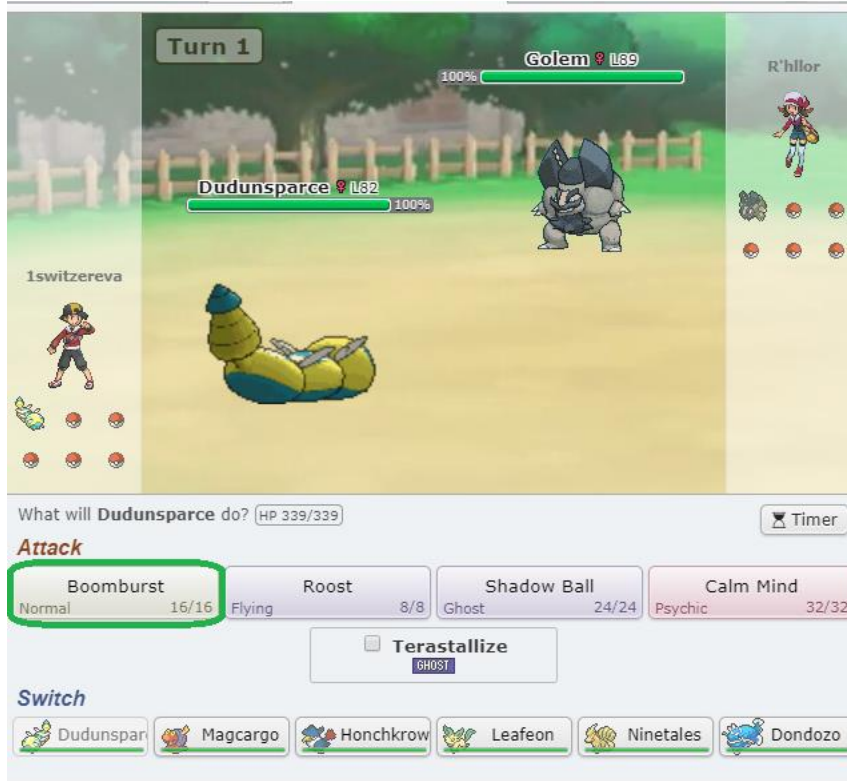 Turn 1
Golem L89
100%
R'hllor
Dudunsparce L82
100%
1switzereva
What will Dudunsparce do? HP 339/339
Timer
Attack
Boomburst Roost Shadow Ball Calm Mind
Normal 16/16 Flying 8/8 Ghost 24/24 Psychic 32/32
Terastallize
GHOST
Switch
Dudunspar Magcargo Honchkrow Leafeon Ninetales Dondozo